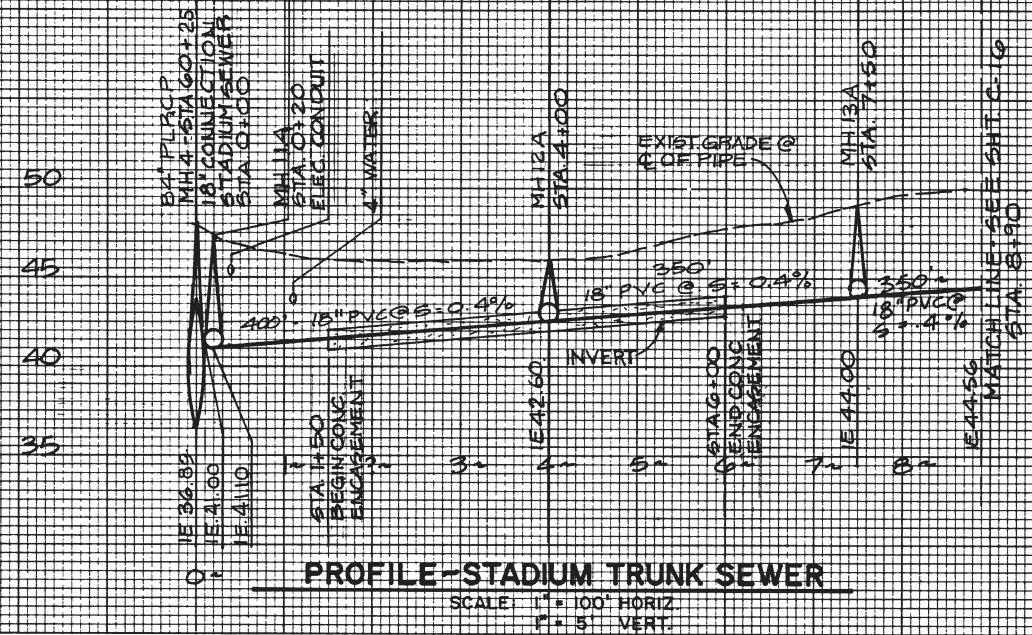 84" PLRCP
MH 4 - STA 60+25
18" CONNECTION
STADIUM SEWER
STA 0+00
MH 11A
STA. 0+20
ELEC. CONDUIT
4" WATER
MH 12A
STA. 4+00
EXIST. GRADE @
℄ OF PIPE
MH 13A
STA. 7+50
MATCH LINE - SEE SHT. C-16
STA. 8+90
50
45
40
35
400' - 18" PVC @ S = 0.4%
350'
18" PVC @ S = 0.4%
350'~
18" PVC @
S = .4%
INVERT
IE 36.89
IE 41.00
IE 41.10
STA. 1+50
BEGIN CONC.
ENCASEMENT
IE 42.60
STA 6+00
END CONC.
ENCASEMENT
IE 44.00
IE 44.56
0~ 1~ 2~ 3~ 4~ 5~ 6~ 7~ 8~
PROFILE~STADIUM TRUNK SEWER
SCALE: 1" = 100' HORIZ.
1" = 5' VERT.